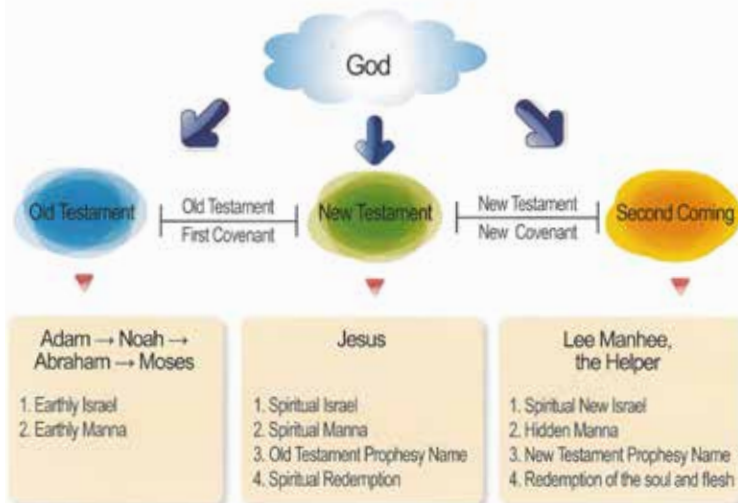 God
Old Testament
Old Testament
First Covenant
New Testament
New Testament
New Covenant
Second Coming
Adam → Noah →
Abraham → Moses
1. Earthly Israel
2. Earthly Manna
Jesus
1. Spiritual Israel
2. Spiritual Manna
3. Old Testament Prophesy Name
4. Spiritual Redemption
Lee Manhee,
the Helper
1. Spiritual New Israel
2. Hidden Manna
3. New Testament Prophesy Name
4. Redemption of the soul and flesh